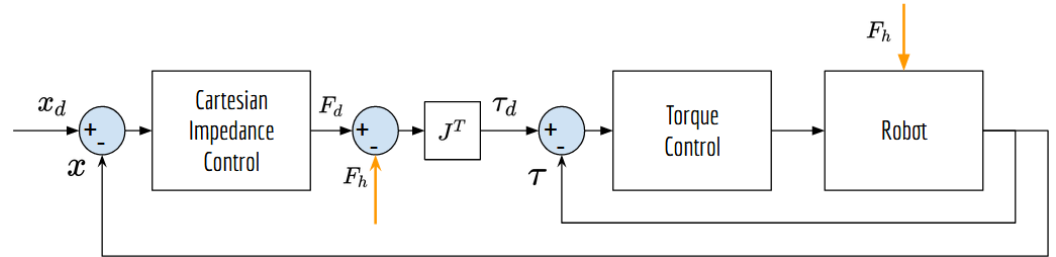 F_h
x_d
+
-
x
Cartesian
Impedance
Control
F_d
+
-
F_h
J^T
τ_d
+
-
τ
Torque
Control
Robot